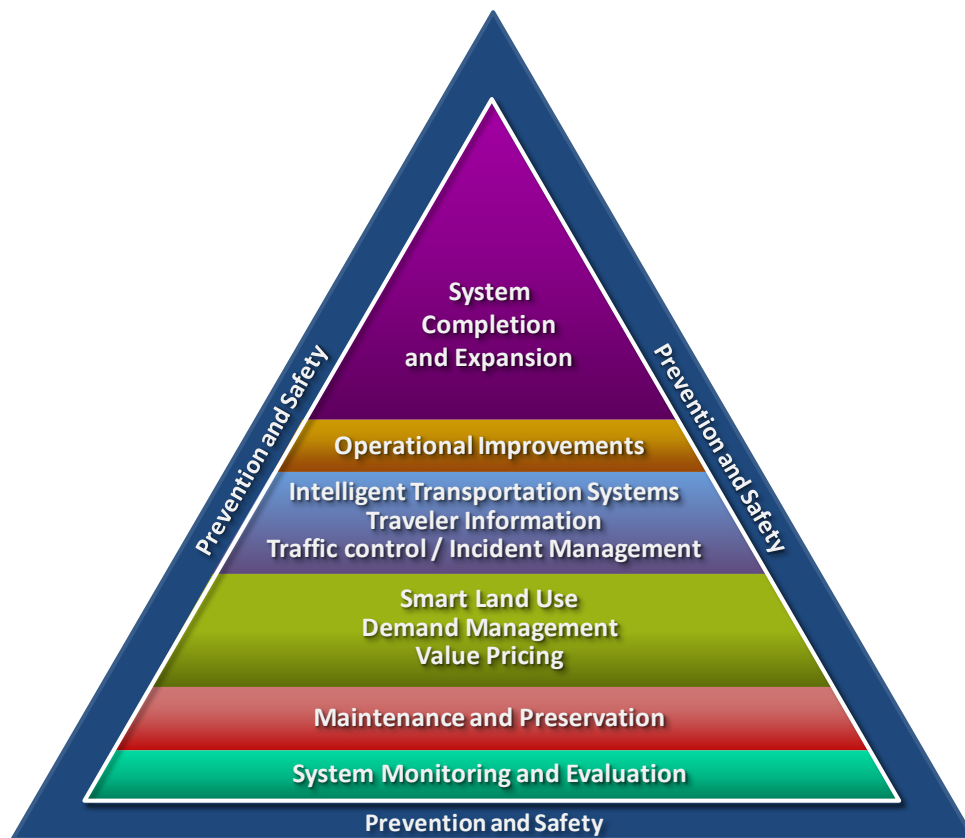 System
Completion
and Expansion
Prevention and Safety
Prevention and Safety
Operational Improvements
Intelligent Transportation Systems
Traveler Information
Traffic control / Incident Management
Smart Land Use
Demand Management
Value Pricing
Maintenance and Preservation
System Monitoring and Evaluation
Prevention and Safety